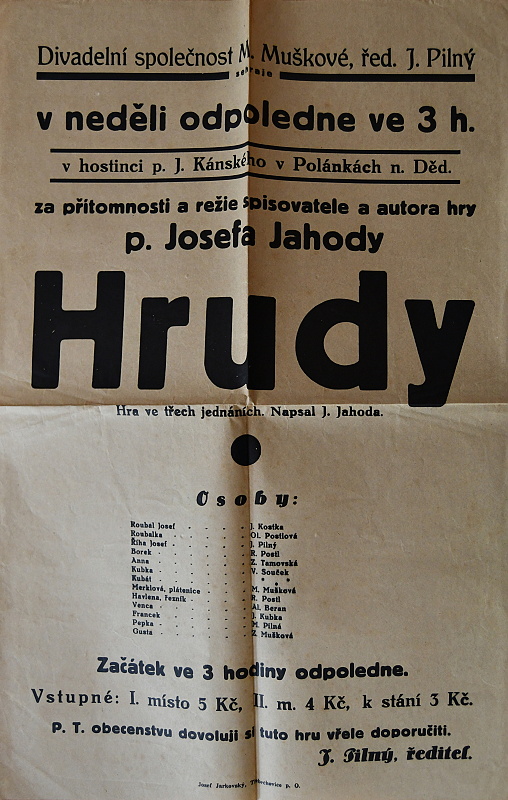 Divadelní společnost M. Muškové, řed. J. Pilný
sehraje
v neděli odpoledne ve 3 h.
v hostinci p. J. Kánského v Polánkách n. Děd.
za přítomnosti a režie spisovatele a autora hry
p. Josefa Jahody
Hrudy
Hra ve třech jednáních. Napsal J. Jahoda.
Osoby:
Roubal Josef . . . . J. Kostka
Roubalka . . . . Ol. Postlová
Říha Josef . . . . J. Pilný
Borek . . . . R. Postl
Anna . . . . Z. Tamovská
Kubka . . . . V. Souček
Kubát . . . . * * *
Merklová, plátenice . . . . M. Mušková
Havlena, řezník . . . . R. Postl
Venca . . . . Al. Beran
Francek . . . . J. Kubka
Pepka . . . . M. Pilná
Gusta . . . . Z. Mušková
Začátek ve 3 hodiny odpoledne.
Vstupné: I. místo 5 Kč, II. m. 4 Kč, k stání 3 Kč.
P. T. obecenstvu dovoluji si tuto hru vřele doporučiti.
J. Pilný, ředitel.
Josef Jurkovský, Třebechovice p. O.